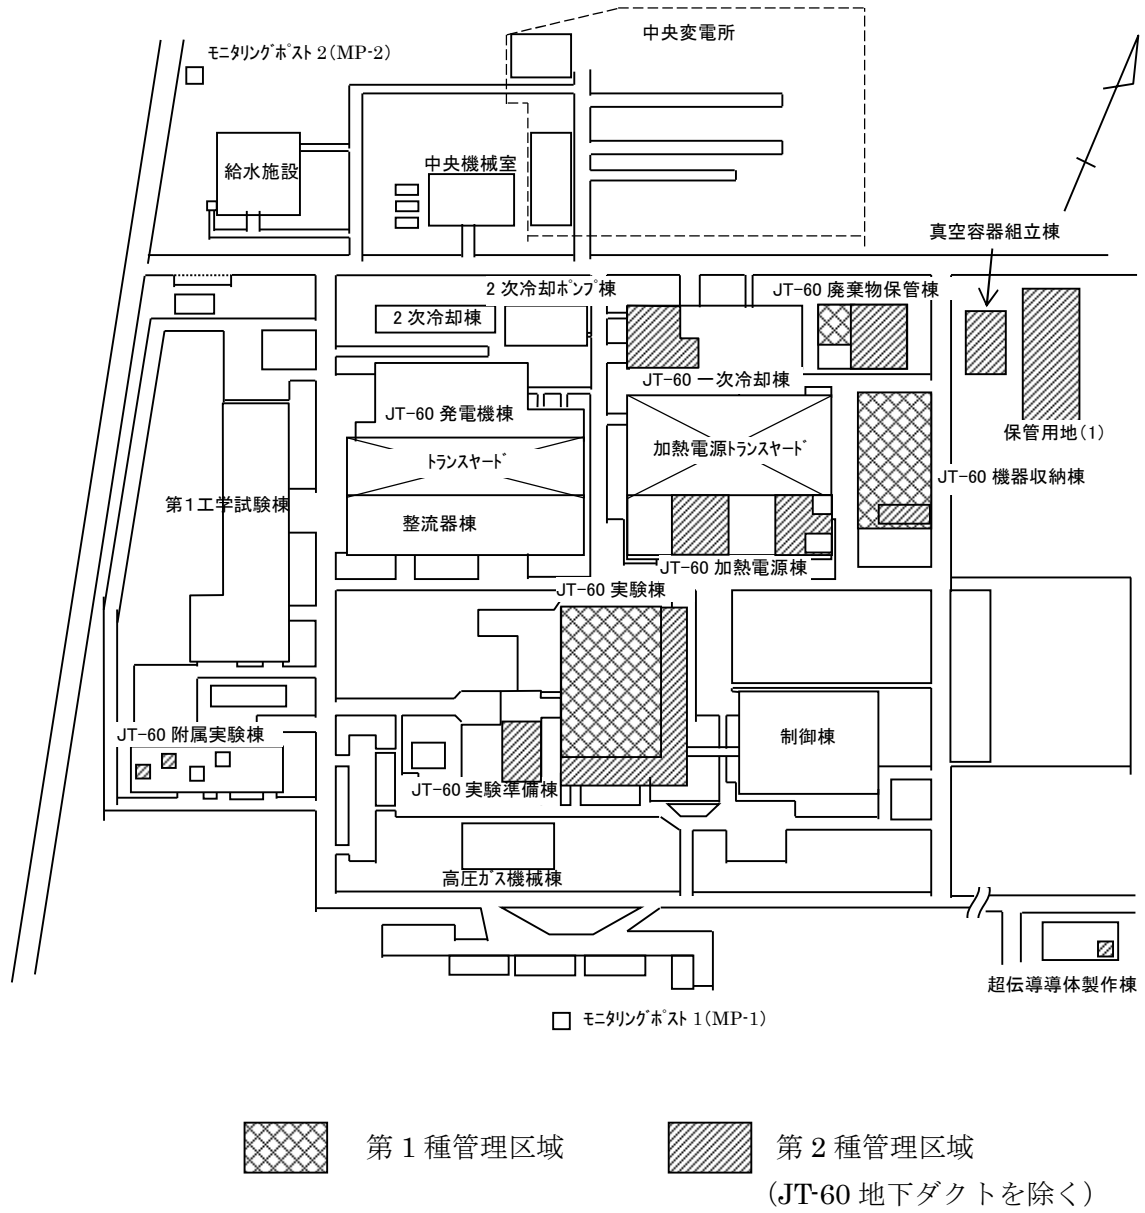 中央変電所
ﾓﾆﾀﾘﾝｸﾞﾎﾟｽﾄ 2(MP-2)
給水施設
中央機械室
真空容器組立棟
2 次冷却ﾎﾟﾝﾌﾟ棟
JT-60 廃棄物保管棟
2 次冷却棟
JT-60 一次冷却棟
JT-60 発電機棟
保管用地(1)
ﾄﾗﾝｽﾔｰﾄﾞ
加熱電源ﾄﾗﾝｽﾔｰﾄﾞ
JT-60 機器収納棟
第1工学試験棟
整流器棟
JT-60 加熱電源棟
JT-60 実験棟
JT-60 附属実験棟
制御棟
JT-60 実験準備棟
高圧ｶﾞｽ機械棟
超伝導導体製作棟
ﾓﾆﾀﾘﾝｸﾞﾎﾟｽﾄ 1(MP-1)
第 1 種管理区域
第 2 種管理区域
（JT-60 地下ダクトを除く）